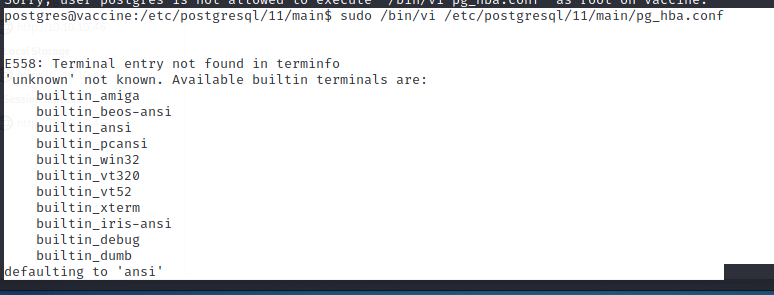 Sorry, user postgres is not allowed to execute '/bin/vi pg_hba.conf' as root on vaccine.
postgres@vaccine:/etc/postgresql/11/main$ sudo /bin/vi /etc/postgresql/11/main/pg_hba.conf
E558: Terminal entry not found in terminfo
'unknown' not known. Available builtin terminals are:
builtin_amiga
builtin_beos-ansi
builtin_ansi
builtin_pcansi
builtin_win32
builtin_vt320
builtin_vt52
builtin_xterm
builtin_iris-ansi
builtin_debug
builtin_dumb
defaulting to 'ansi'